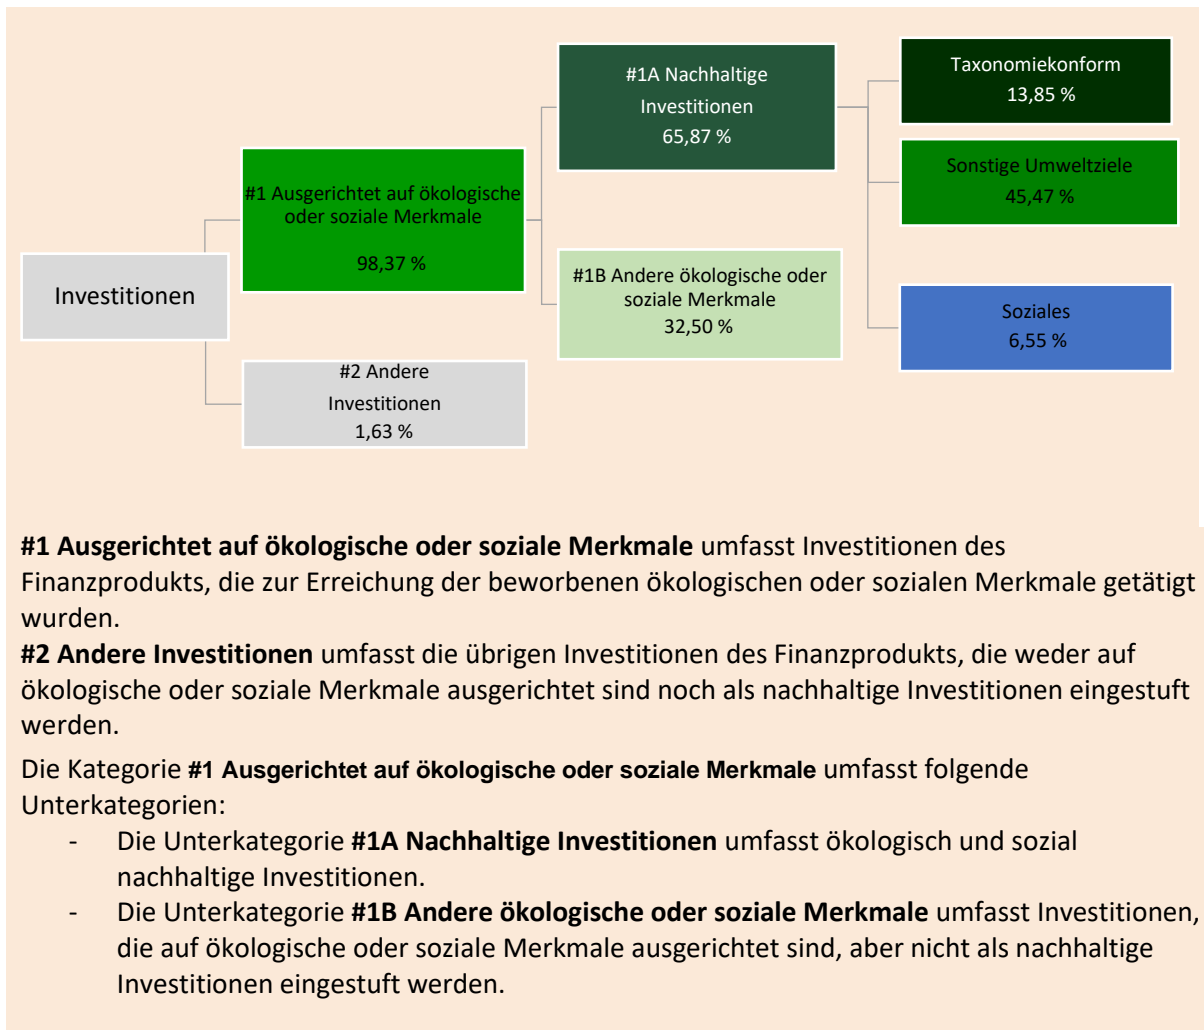 #1A Nachhaltige
Investitionen
65,87 %
Taxonomiekonform
13,85 %
Sonstige Umweltziele
45,47 %
#1 Ausgerichtet auf ökologische
oder soziale Merkmale
98,37 %
Investitionen
#1B Andere ökologische oder
soziale Merkmale
32,50 %
Soziales
6,55 %
#2 Andere
Investitionen
1,63 %
#1 Ausgerichtet auf ökologische oder soziale Merkmale umfasst Investitionen des
Finanzprodukts, die zur Erreichung der beworbenen ökologischen oder sozialen Merkmale getätigt
wurden.
#2 Andere Investitionen umfasst die übrigen Investitionen des Finanzprodukts, die weder auf
ökologische oder soziale Merkmale ausgerichtet sind noch als nachhaltige Investitionen eingestuft
werden.
Die Kategorie #1 Ausgerichtet auf ökologische oder soziale Merkmale umfasst folgende
Unterkategorien:
- Die Unterkategorie #1A Nachhaltige Investitionen umfasst ökologisch und sozial
nachhaltige Investitionen.
- Die Unterkategorie #1B Andere ökologische oder soziale Merkmale umfasst Investitionen,
die auf ökologische oder soziale Merkmale ausgerichtet sind, aber nicht als nachhaltige
Investitionen eingestuft werden.